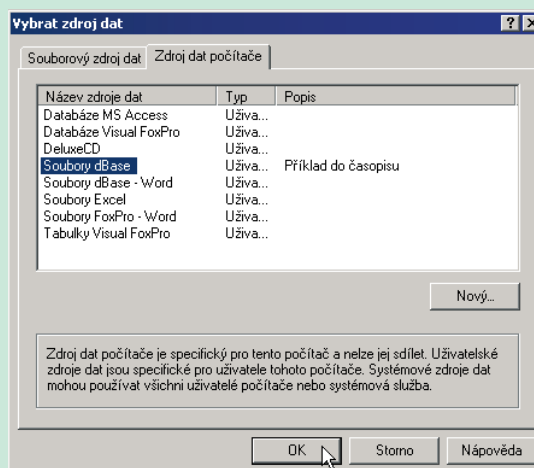 Vybrat zdroj dat
Souborový zdroj dat Zdroj dat počítače
Název zdroje dat Typ Popis
Databáze MS Access Uživa...
Databáze Visual FoxPro Uživa...
DeluxeCD Uživa...
Soubory dBase Uživa... Příklad do časopisu
Soubory dBase - Word Uživa...
Soubory Excel Uživa...
Soubory FoxPro - Word Uživa...
Tabulky Visual FoxPro Uživa...
Nový...
Zdroj dat počítače je specifický pro tento počítač a nelze jej sdílet. Uživatelské
zdroje dat jsou specifické pro uživatele tohoto počítače. Systémové zdroje dat
mohou používat všichni uživatelé počítače nebo systémová služba.
OK Storno Nápověda